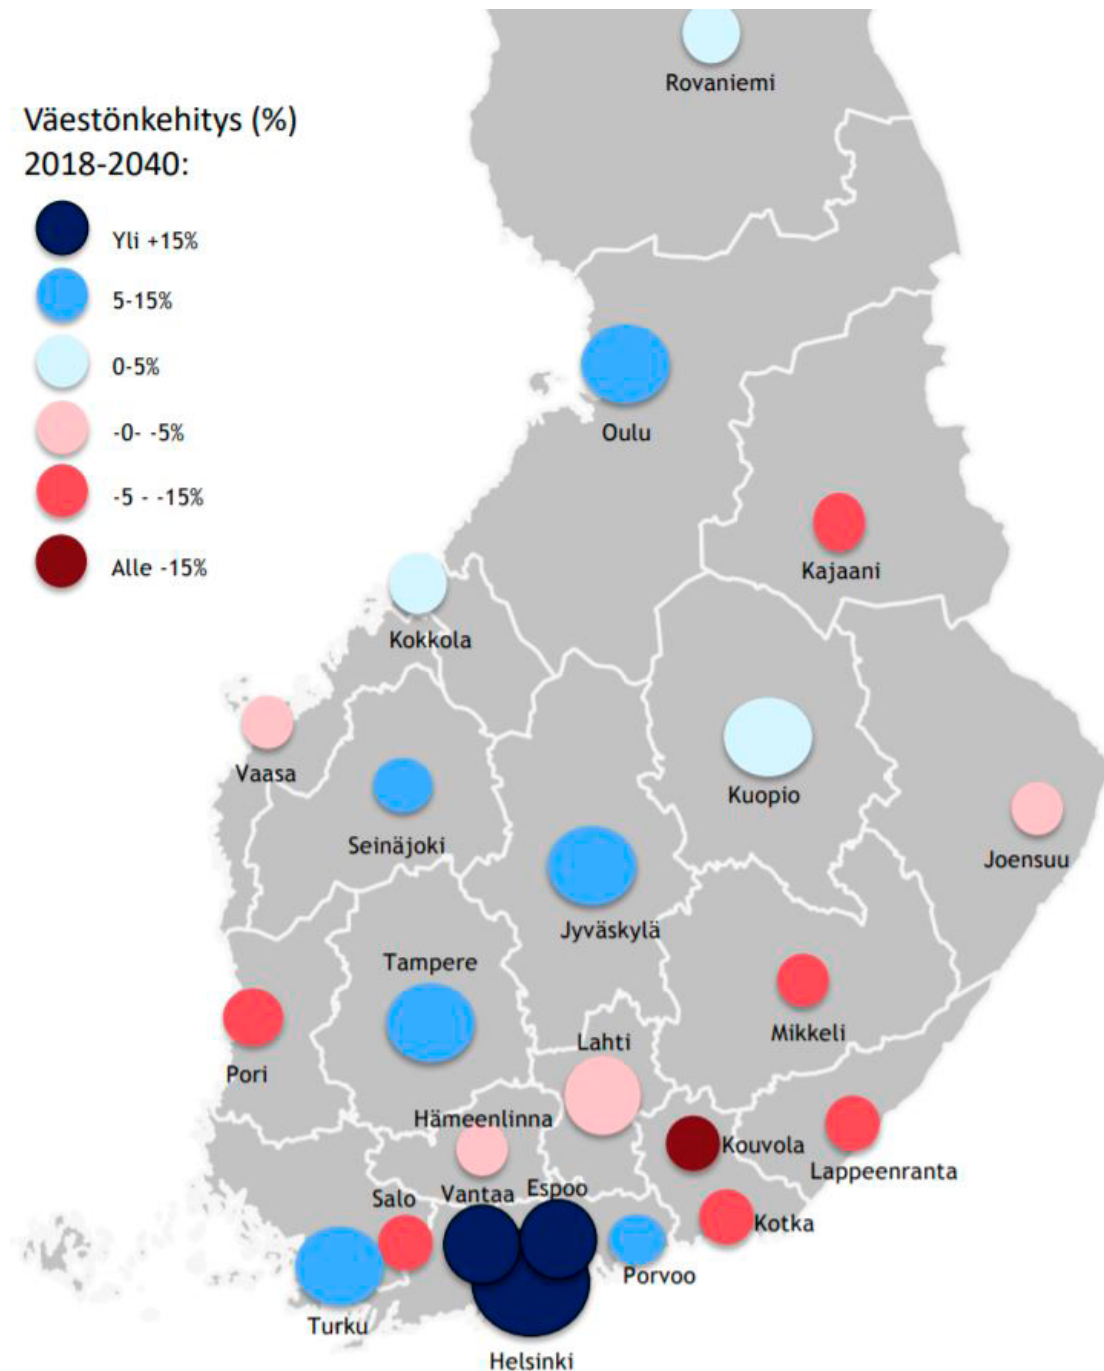 Rovaniemi
Väestönkehitys (%)
2018-2040:
Yli +15%
5-15%
0-5%
-0- -5%
-5 - -15%
Alle -15%
Oulu
Kajaani
Kokkola
Vaasa
Kuopio
Seinäjoki
Joensuu
Jyväskylä
Tampere
Mikkeli
Lahti
Pori
Hämeenlinna
Kouvola
Lappeenranta
Salo
Vantaa
Espoo
Kotka
Porvoo
Turku
Helsinki